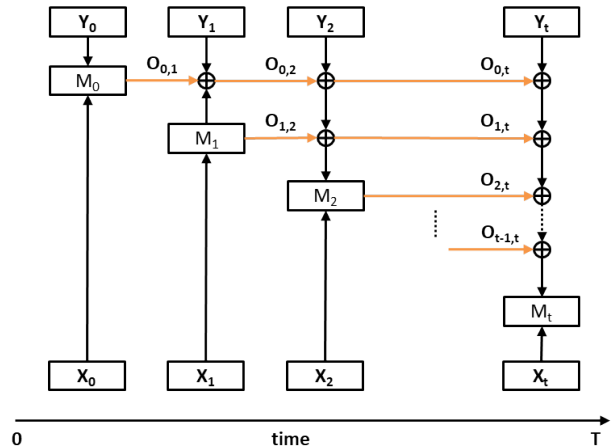 Y₀ Y₁ Y₂ Yₜ
M₀ O₀,₁ O₀,₂ O₀,ₜ
M₁ O₁,₂ O₁,ₜ
M₂ O₂,ₜ
Oₜ₋₁,ₜ
Mₜ
X₀ X₁ X₂ Xₜ
0 time T